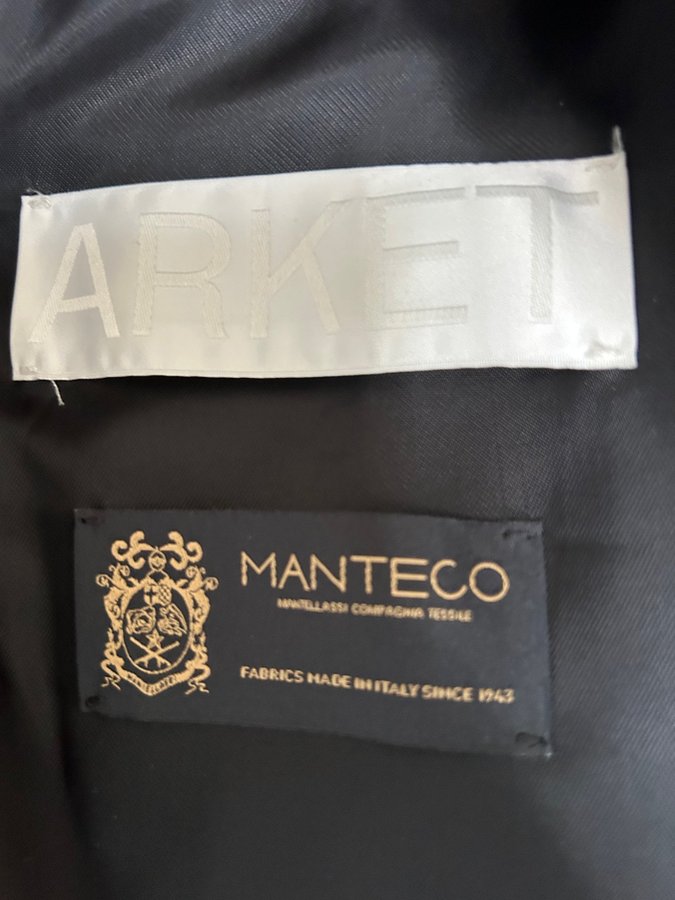 ARKET
MANTECO
MANTELLASSI COMPAGNIA TESSILE
FABRICS MADE IN ITALY SINCE 1943